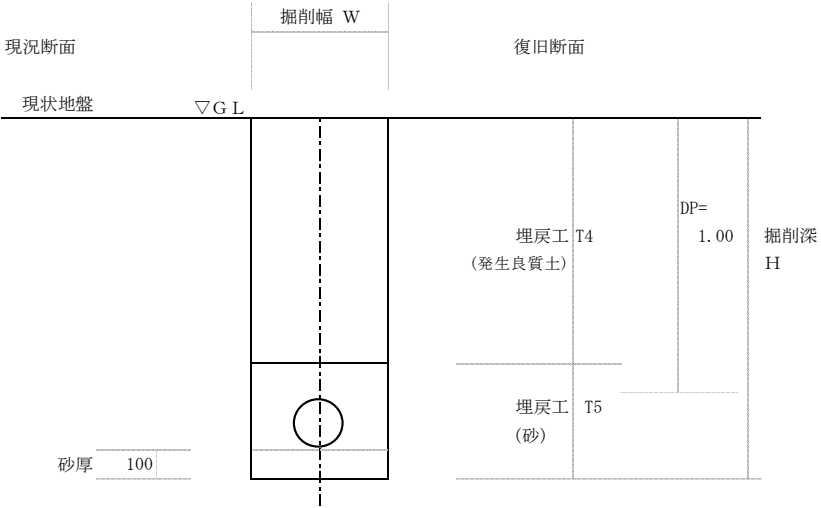 掘削幅 W
現況断面 復旧断面
現状地盤 ▽GL
DP=
埋戻工 T4 1.00 掘削深
(発生良質土) H
埋戻工 T5
(砂)
砂厚 100